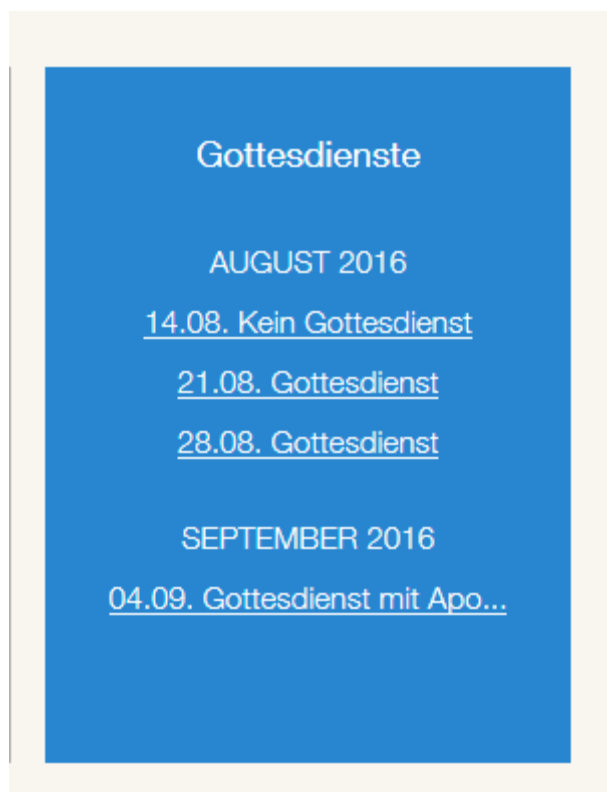 Gottesdienste
AUGUST 2016
14.08. Kein Gottesdienst
21.08. Gottesdienst
28.08. Gottesdienst
SEPTEMBER 2016
04.09. Gottesdienst mit Apo...